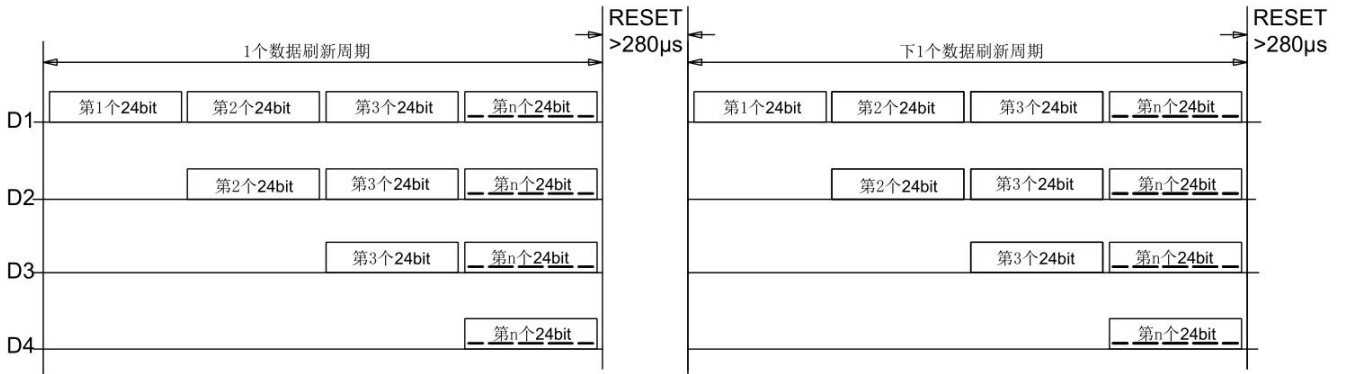 RESET
>280μs
RESET
>280μs
1个数据刷新周期
下1个数据刷新周期
D1 第1个24bit 第2个24bit 第3个24bit 第n个24bit 第1个24bit 第2个24bit 第3个24bit 第n个24bit
D2 第2个24bit 第3个24bit 第n个24bit 第2个24bit 第3个24bit 第n个24bit
D3 第3个24bit 第n个24bit 第3个24bit 第n个24bit
D4 第n个24bit 第n个24bit